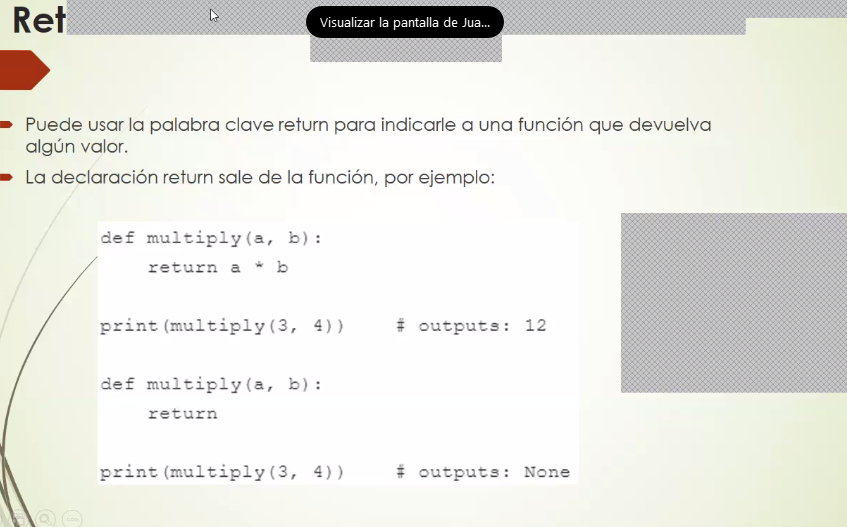 Ret
Visualizar la pantalla de Jua...
Puede usar la palabra clave return para indicarle a una función que devuelva
algún valor.
La declaración return sale de la función, por ejemplo:
def multiply(a, b):
    return a * b
print(multiply(3, 4))    # outputs: 12
def multiply(a, b):
    return
print(multiply(3, 4))    # outputs: None